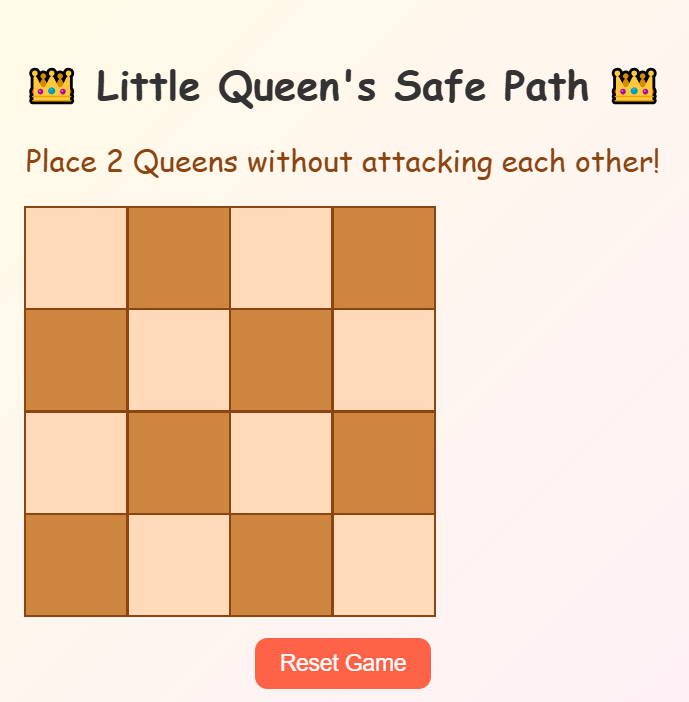 👑 Little Queen's Safe Path 👑
Place 2 Queens without attacking each other!
Reset Game